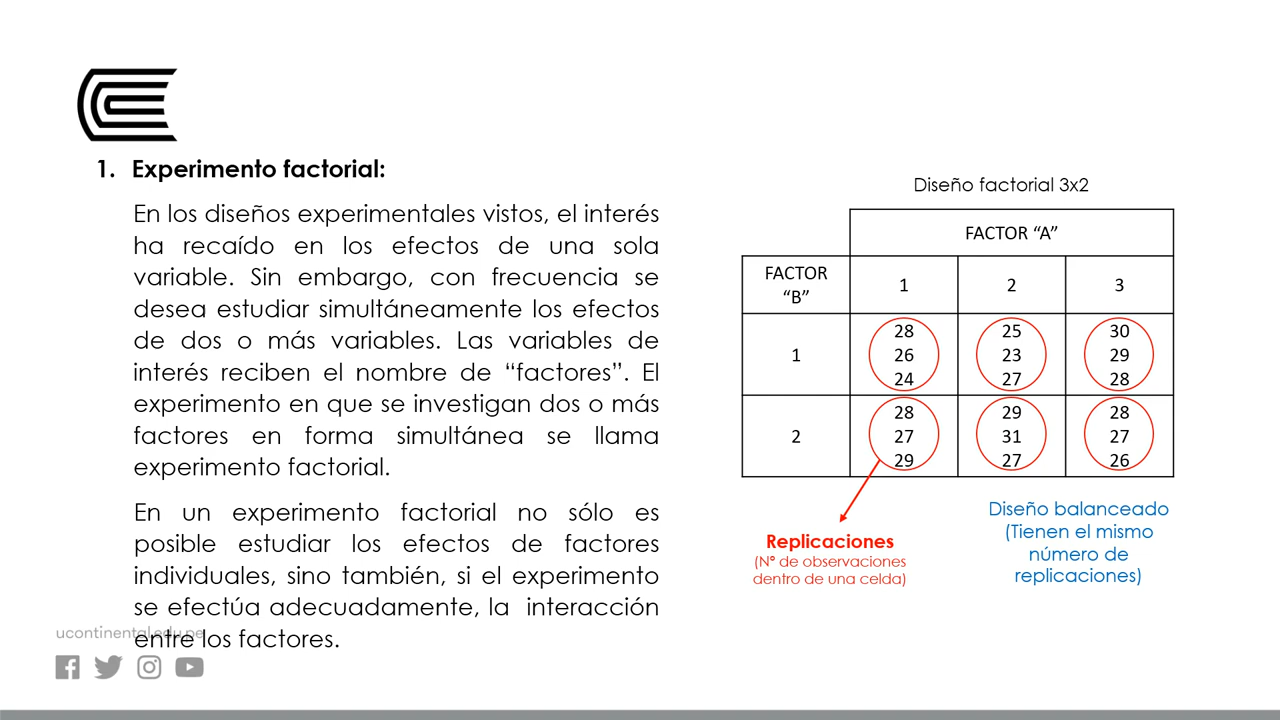 1. Experimento factorial:
En los diseños experimentales vistos, el interés
ha recaído en los efectos de una sola
variable. Sin embargo, con frecuencia se
desea estudiar simultáneamente los efectos
de dos o más variables. Las variables de
interés reciben el nombre de “factores”. El
experimento en que se investigan dos o más
factores en forma simultánea se llama
experimento factorial.
En un experimento factorial no sólo es
posible estudiar los efectos de factores
individuales, sino también, si el experimento
se efectúa adecuadamente, la interacción
entre los factores.
ucontinental.edu.pe
Diseño factorial 3x2
FACTOR “A”
FACTOR
“B”
1 2 3
1
28 25 30
26 23 29
24 27 28
2
28 29 28
27 31 27
29 27 26
Replicaciones
(N° de observaciones
dentro de una celda)
Diseño balanceado
(Tienen el mismo
número de
replicaciones)